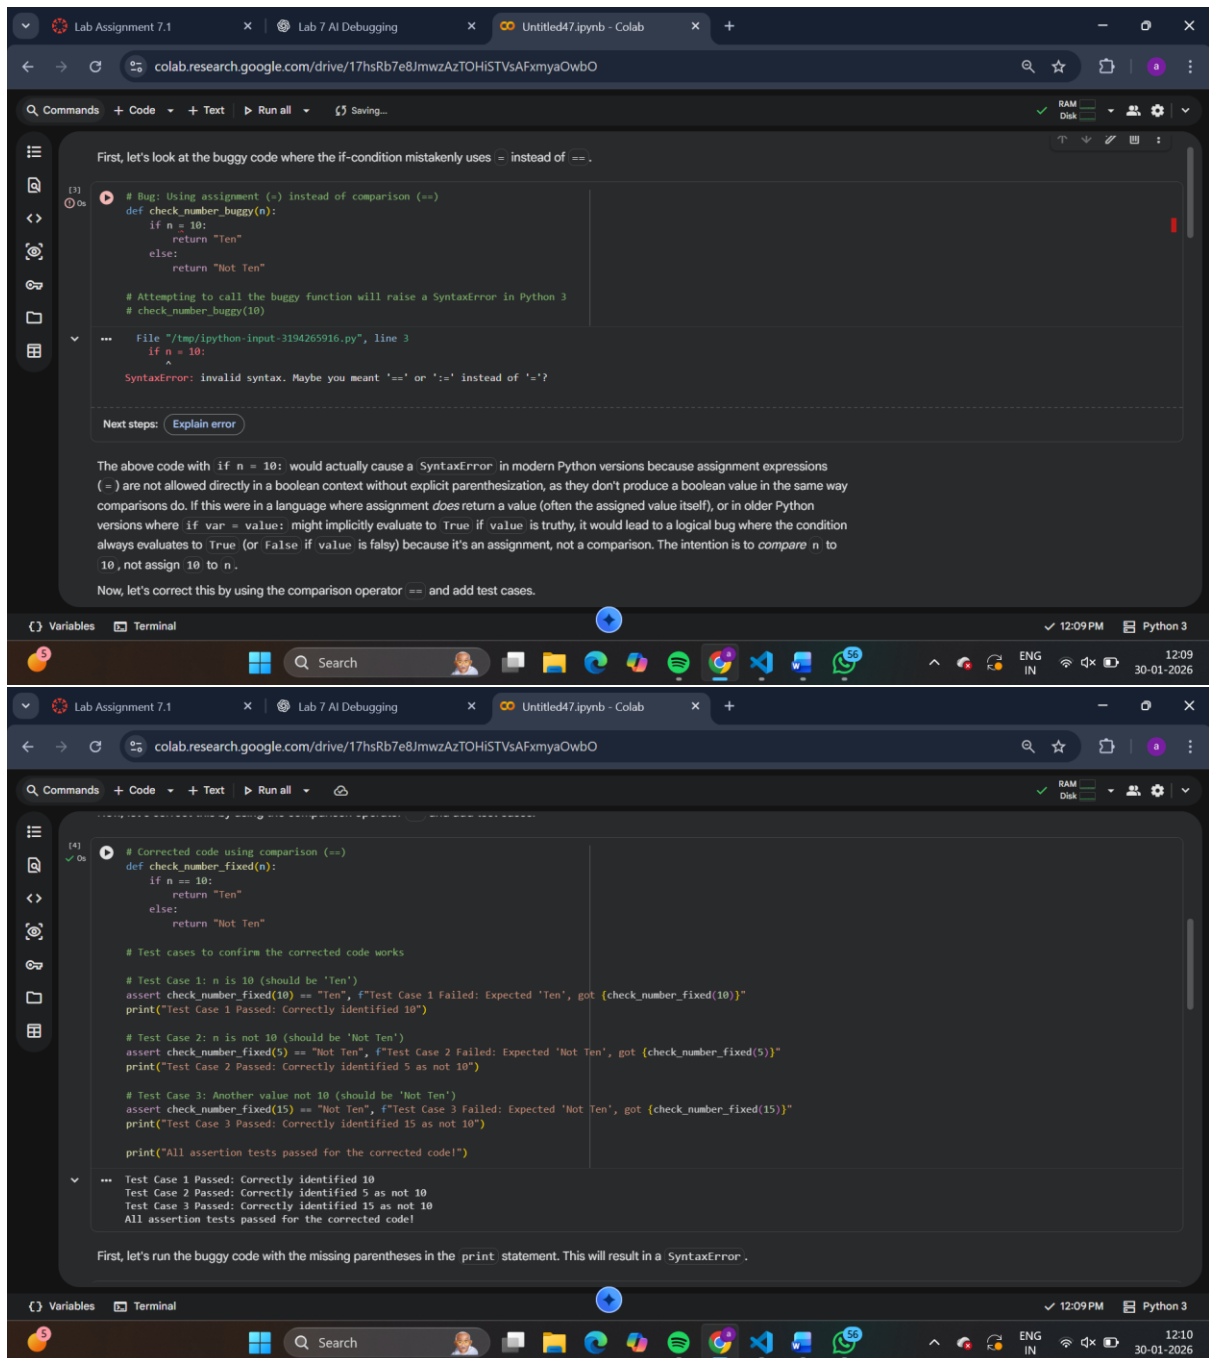 Lab Assignment 7.1
Lab 7 AI Debugging
Untitled47.ipynb - Colab
colab.research.google.com/drive/17hsRb7e8JmwzAzTOHiSTVsAFxmyaOwbO
a
Commands + Code + Text Run all Saving...
RAM
Disk
First, let's look at the buggy code where the if-condition mistakenly uses = instead of == .
[3]
0s
# Bug: Using assignment (=) instead of comparison (==)
def check_number_buggy(n):
if n = 10:
return "Ten"
else:
return "Not Ten"
# Attempting to call the buggy function will raise a SyntaxError in Python 3
# check_number_buggy(10)
File "/tmp/ipython-input-3194265916.py", line 3
if n = 10:
^
SyntaxError: invalid syntax. Maybe you meant '==' or ':=' instead of '='?
Next steps: Explain error
The above code with if n = 10: would actually cause a SyntaxError in modern Python versions because assignment expressions
( = ) are not allowed directly in a boolean context without explicit parenthesization, as they don't produce a boolean value in the same way
comparisons do. If this were in a language where assignment does return a value (often the assigned value itself), or in older Python
versions where if var = value: might implicitly evaluate to True if value is truthy, it would lead to a logical bug where the condition
always evaluates to True (or False if value is falsy) because it's an assignment, not a comparison. The intention is to compare n to
10 , not assign 10 to n .
Now, let's correct this by using the comparison operator == and add test cases.
{} Variables Terminal
12:09 PM Python 3
5
Search
56
ENG
IN
12:09
30-01-2026
Lab Assignment 7.1
Lab 7 AI Debugging
Untitled47.ipynb - Colab
colab.research.google.com/drive/17hsRb7e8JmwzAzTOHiSTVsAFxmyaOwbO
a
Commands + Code + Text Run all
RAM
Disk
Now, let's correct this by using the comparison operator == and add test cases.
[4]
0s
# Corrected code using comparison (==)
def check_number_fixed(n):
if n == 10:
return "Ten"
else:
return "Not Ten"
# Test cases to confirm the corrected code works
# Test Case 1: n is 10 (should be 'Ten')
assert check_number_fixed(10) == "Ten", f"Test Case 1 Failed: Expected 'Ten', got {check_number_fixed(10)}"
print("Test Case 1 Passed: Correctly identified 10")
# Test Case 2: n is not 10 (should be 'Not Ten')
assert check_number_fixed(5) == "Not Ten", f"Test Case 2 Failed: Expected 'Not Ten', got {check_number_fixed(5)}"
print("Test Case 2 Passed: Correctly identified 5 as not 10")
# Test Case 3: Another value not 10 (should be 'Not Ten')
assert check_number_fixed(15) == "Not Ten", f"Test Case 3 Failed: Expected 'Not Ten', got {check_number_fixed(15)}"
print("Test Case 3 Passed: Correctly identified 15 as not 10")
print("All assertion tests passed for the corrected code!")
Test Case 1 Passed: Correctly identified 10
Test Case 2 Passed: Correctly identified 5 as not 10
Test Case 3 Passed: Correctly identified 15 as not 10
All assertion tests passed for the corrected code!
First, let's run the buggy code with the missing parentheses in the print statement. This will result in a SyntaxError .
{} Variables Terminal
12:09 PM Python 3
5
Search
56
ENG
IN
12:10
30-01-2026